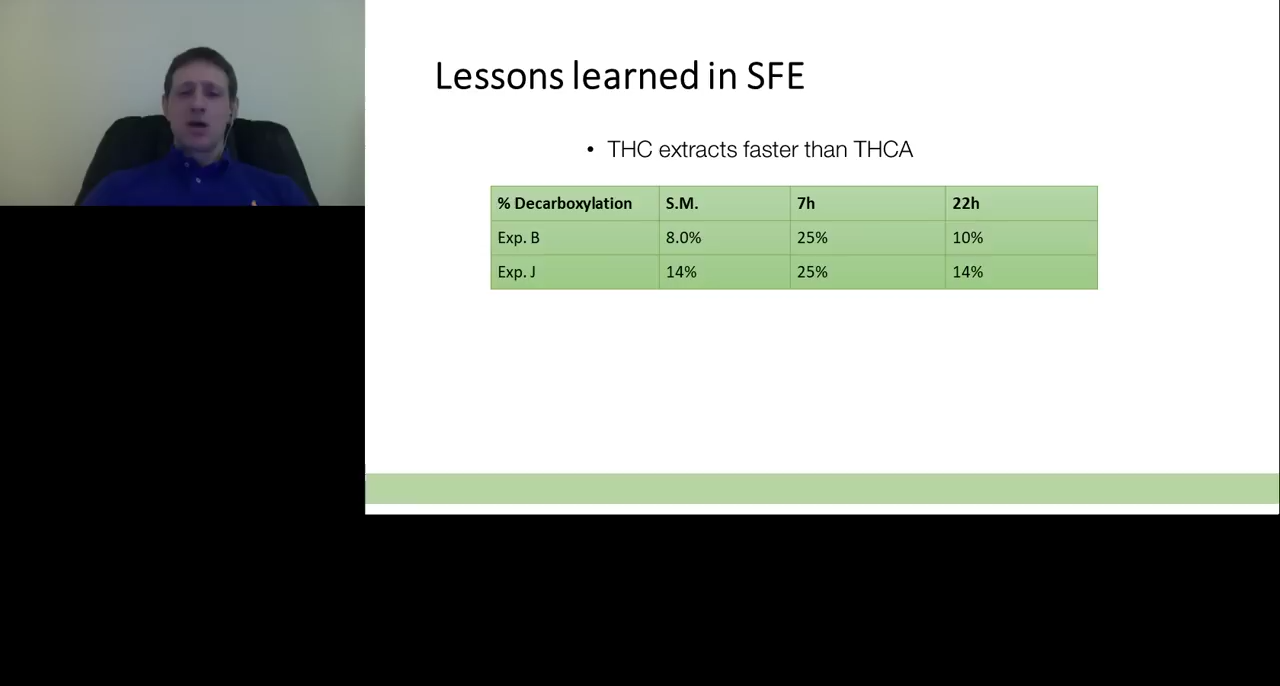 Lessons learned in SFE
• THC extracts faster than THCA
% Decarboxylation S.M. 7h 22h
Exp. B 8.0% 25% 10%
Exp. J 14% 25% 14%